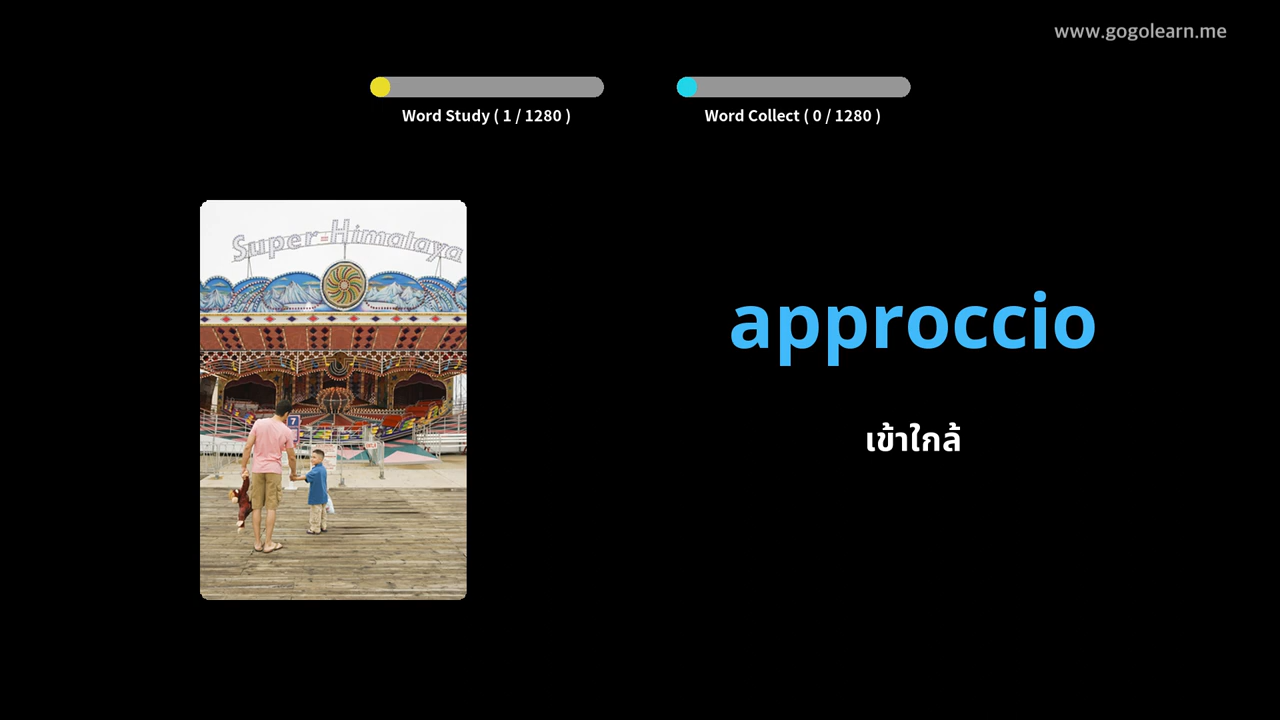 www.gogolearn.me
Word Study ( 1 / 1280 )
Word Collect ( 0 / 1280 )
Super-Himalaya
7
approccio
เข้าใกล้